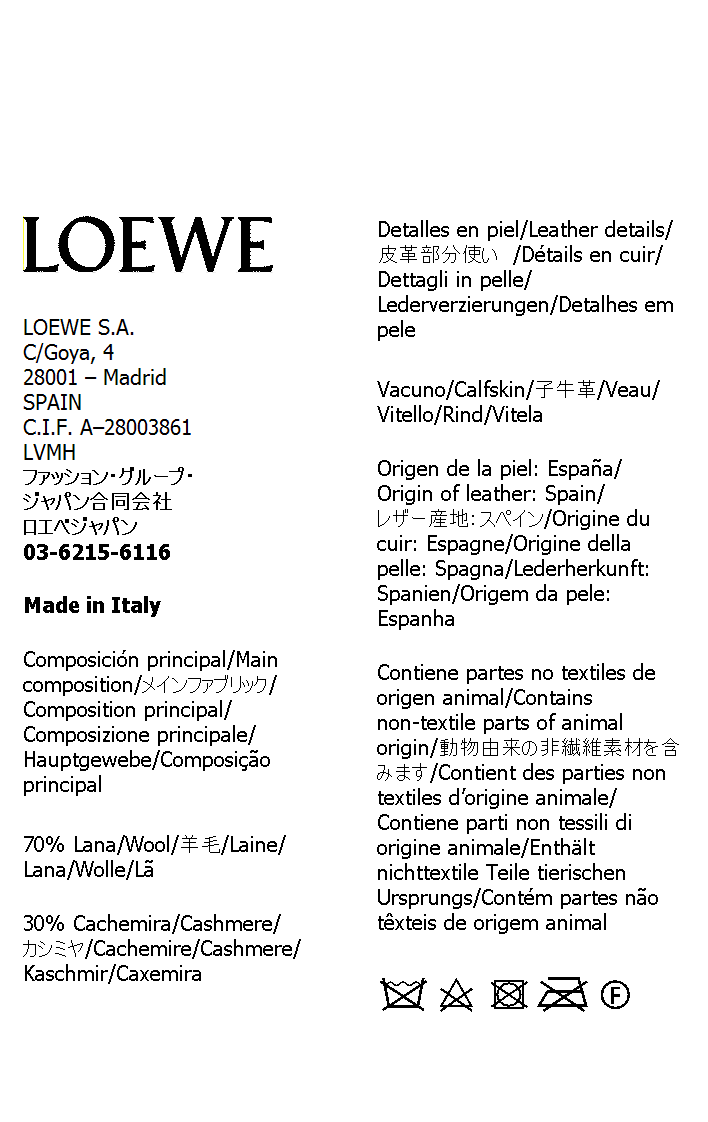 LOEWE
LOEWE S.A.
C/Goya, 4
28001 – Madrid
SPAIN
C.I.F. A–28003861
LVMH
ファッション・グループ・
ジャパン合同会社
ロエベジャパン
03-6215-6116
Made in Italy
Composición principal/Main
composition/メインファブリック/
Composition principal/
Composizione principale/
Hauptgewebe/Composição
principal
70% Lana/Wool/羊毛/Laine/
Lana/Wolle/Lã
30% Cachemira/Cashmere/
カシミヤ/Cachemire/Cashmere/
Kaschmir/Caxemira
Detalles en piel/Leather details/
皮革部分使い /Détails en cuir/
Dettagli in pelle/
Lederverzierungen/Detalhes em
pele
Vacuno/Calfskin/子牛革/Veau/
Vitello/Rind/Vitela
Origen de la piel: España/
Origin of leather: Spain/
レザー産地：スペイン/Origine du
cuir: Espagne/Origine della
pelle: Spagna/Lederherkunft:
Spanien/Origem da pele:
Espanha
Contiene partes no textiles de
origen animal/Contains
non-textile parts of animal
origin/動物由来の非繊維素材を含
みます/Contient des parties non
textiles d’origine animale/
Contiene parti non tessili di
origine animale/Enthält
nichttextile Teile tierischen
Ursprungs/Contém partes não
têxteis de origem animal
F